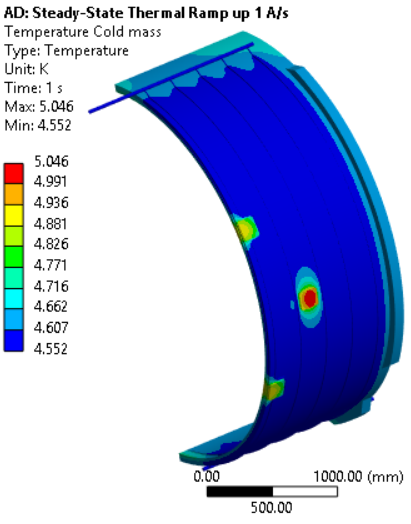 AD: Steady-State Thermal Ramp up 1 A/s
Temperature Cold mass
Type: Temperature
Unit: K
Time: 1 s
Max: 5.046
Min: 4.552
5.046
4.991
4.936
4.881
4.826
4.771
4.716
4.662
4.607
4.552
0.00 1000.00 (mm)
500.00